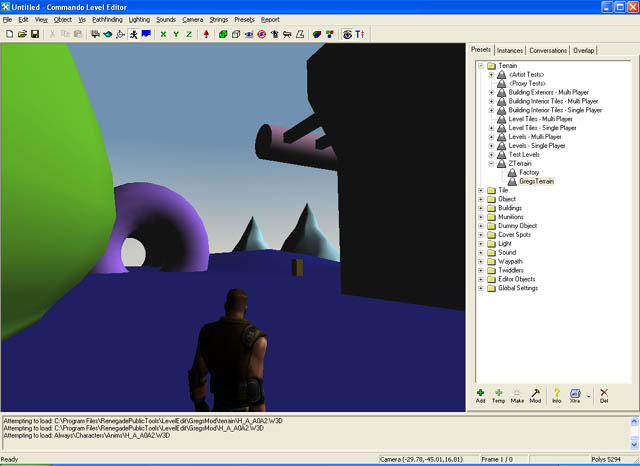 Untitled - Commando Level Editor
File Edit View Object Vis Pathfinding Lighting Sounds Camera Strings Presets Report
X Y Z
Presets Instances Conversations Overlap
Terrain
<Artist Tests>
<Proxy Tests>
Building Exteriors - Multi Player
Building Interior Tiles - Multi Player
Building Interior Tiles - Single Player
Level Tiles - Multi Player
Level Tiles - Single Player
Levels - Multi Player
Levels - Single Player
Test Levels
ZTerrain
Factory
GregsTerrain
Tile
Object
Buildings
Munitions
Dummy Object
Cover Spots
Light
Sound
Waypath
Twiddlers
Editor Objects
Global Settings
Add Temp Make Mod Info Xtra Del
Attempting to load: C:\Program Files\RenegadePublicTools\LevelEdit\GregsMod\terrain\H_A_A0A2.W3D
Attempting to load: C:\Program Files\RenegadePublicTools\LevelEdit\GregsMod\H_A_A0A2.W3D
Attempting to load: Always\Characters\Anims\H_A_A0A2.W3D
Ready Camera (-29.78,-45.01,16.81) Frame 1 / 0 Polys 5294